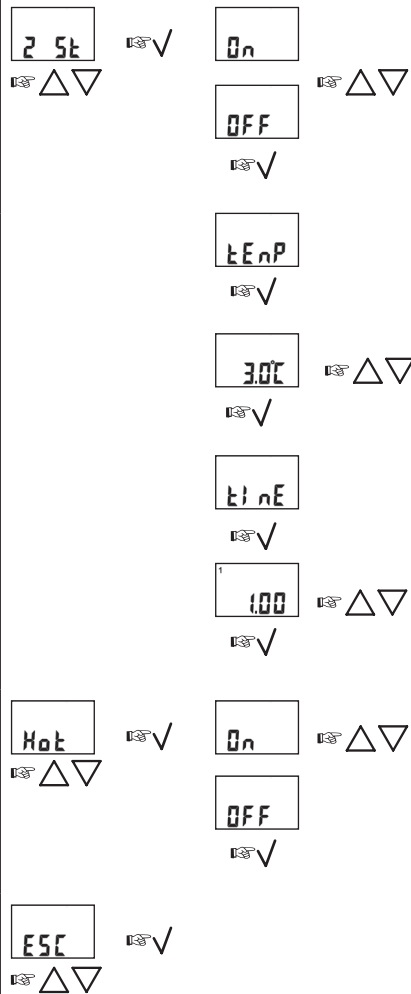 2 St
On
OFF
tEnP
3.0°C
tInE
1
1.00
Hot
On
OFF
ESC